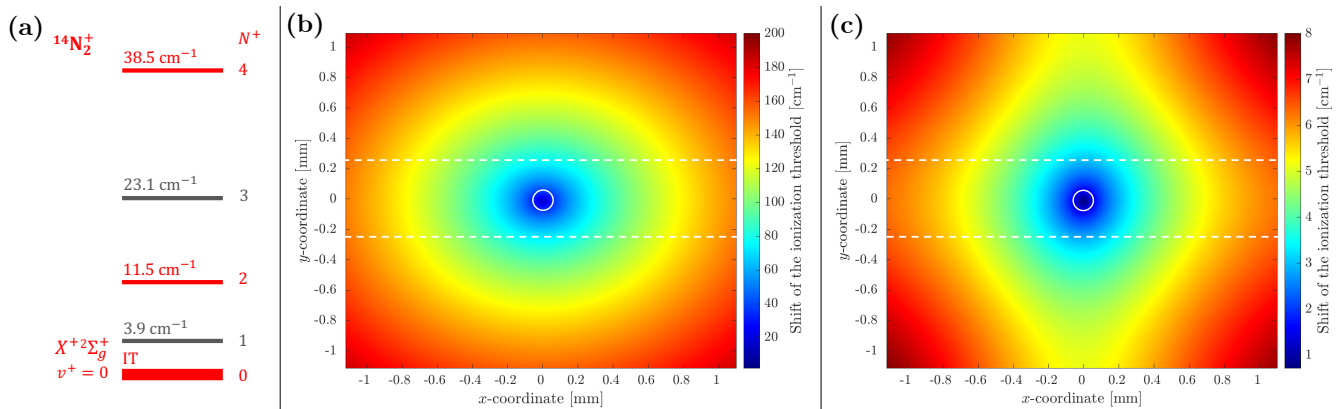 (a)
¹⁴N₂⁺
N⁺
38.5 cm⁻¹
4
23.1 cm⁻¹
3
11.5 cm⁻¹
2
3.9 cm⁻¹
1
X⁺ ²Σg⁺
IT
v⁺ = 0
0
(b)
y-coordinate [mm]
1
0.8
0.6
0.4
0.2
0
-0.2
-0.4
-0.6
-0.8
-1
-1 -0.8 -0.6 -0.4 -0.2 0 0.2 0.4 0.6 0.8 1
x-coordinate [mm]
200
180
160
140
120
100
80
60
40
20
Shift of the ionization threshold [cm⁻¹]
(c)
y-coordinate [mm]
1
0.8
0.6
0.4
0.2
0
-0.2
-0.4
-0.6
-0.8
-1
-1 -0.8 -0.6 -0.4 -0.2 0 0.2 0.4 0.6 0.8 1
x-coordinate [mm]
8
7
6
5
4
3
2
1
Shift of the ionization threshold [cm⁻¹]